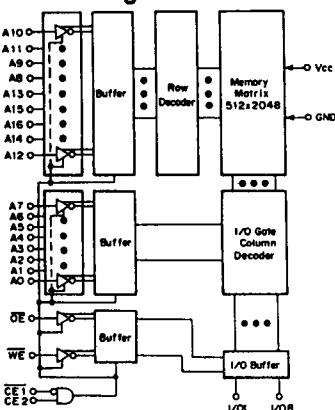 A10
A11
A9
A8
A13
A15
A16
A14
A12
Buffer
Row
Decoder
Memory
Matrix
512x2048
Vcc
GND
A7
A6
A5
A4
A3
A2
A1
A0
Buffer
I/O Gate
Column
Decoder
OE
WE
CE1
CE2
Buffer
I/O Buffer
I/O1
I/O8